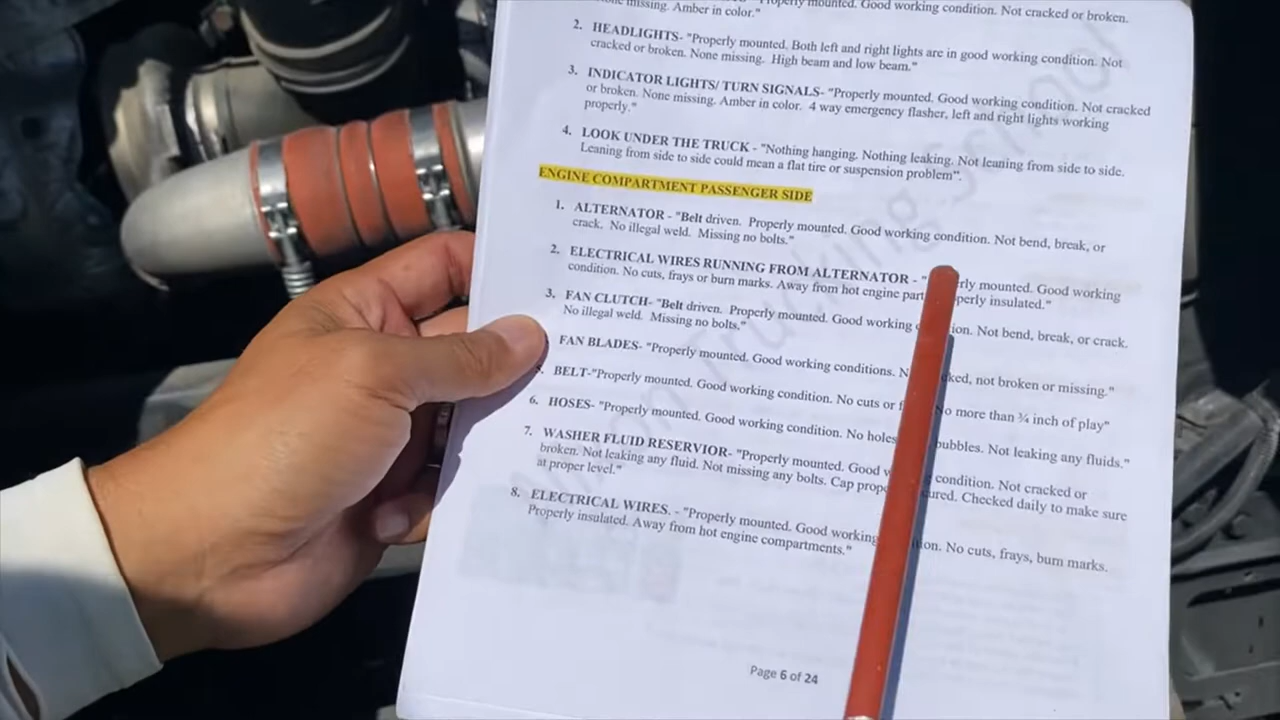 missing. Amber in color." Properly mounted. Good working condition. Not cracked or broken.
2. HEADLIGHTS- "Properly mounted. Both left and right lights are in good working condition. Not
cracked or broken. None missing. High beam and low beam."
3. INDICATOR LIGHTS/ TURN SIGNALS- "Properly mounted. Good working condition. Not cracked
or broken. None missing. Amber in color. 4 way emergency flasher, left and right lights working
properly."
4. LOOK UNDER THE TRUCK - "Nothing hanging. Nothing leaking. Not leaning from side to side.
Leaning from side to side could mean a flat tire or suspension problem".
ENGINE COMPARTMENT PASSENGER SIDE
1. ALTERNATOR - "Belt driven. Properly mounted. Good working condition. Not bend, break, or
crack. No illegal weld. Missing no bolts."
2. ELECTRICAL WIRES RUNNING FROM ALTERNATOR - " mounted. Good working
condition. No cuts, frays or burn marks. Away from hot engine insulated."
3. FAN CLUTCH- "Belt driven. Properly mounted. Good working Not bend, break, or crack.
No illegal weld. Missing no bolts."
FAN BLADES- "Properly mounted. Good working conditions. not broken or missing."
BELT-"Properly mounted. Good working condition. No cuts or more than ¾ inch of play"
6. HOSES- "Properly mounted. Good working condition. No holes bubbles. Not leaking any fluids."
7. WASHER FLUID RESERVIOR- "Properly mounted. Good condition. Not cracked or
broken. Not leaking any fluid. Not missing any bolts. Cap Checked daily to make sure
at proper level."
8. ELECTRICAL WIRES. - "Properly mounted. Good working No cuts, frays, burn marks.
Properly insulated. Away from hot engine compartments."
Trucking School
Page 6 of 24